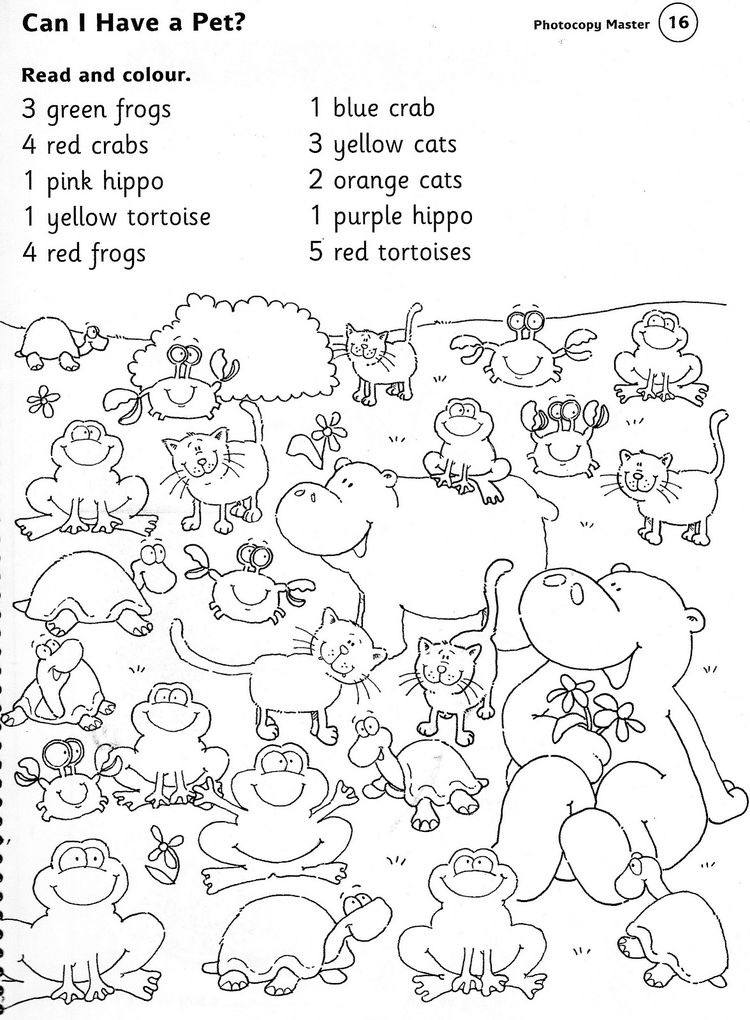 Can I Have a Pet?
Photocopy Master 16
Read and colour.
3 green frogs
4 red crabs
1 pink hippo
1 yellow tortoise
4 red frogs
1 blue crab
3 yellow cats
2 orange cats
1 purple hippo
5 red tortoises